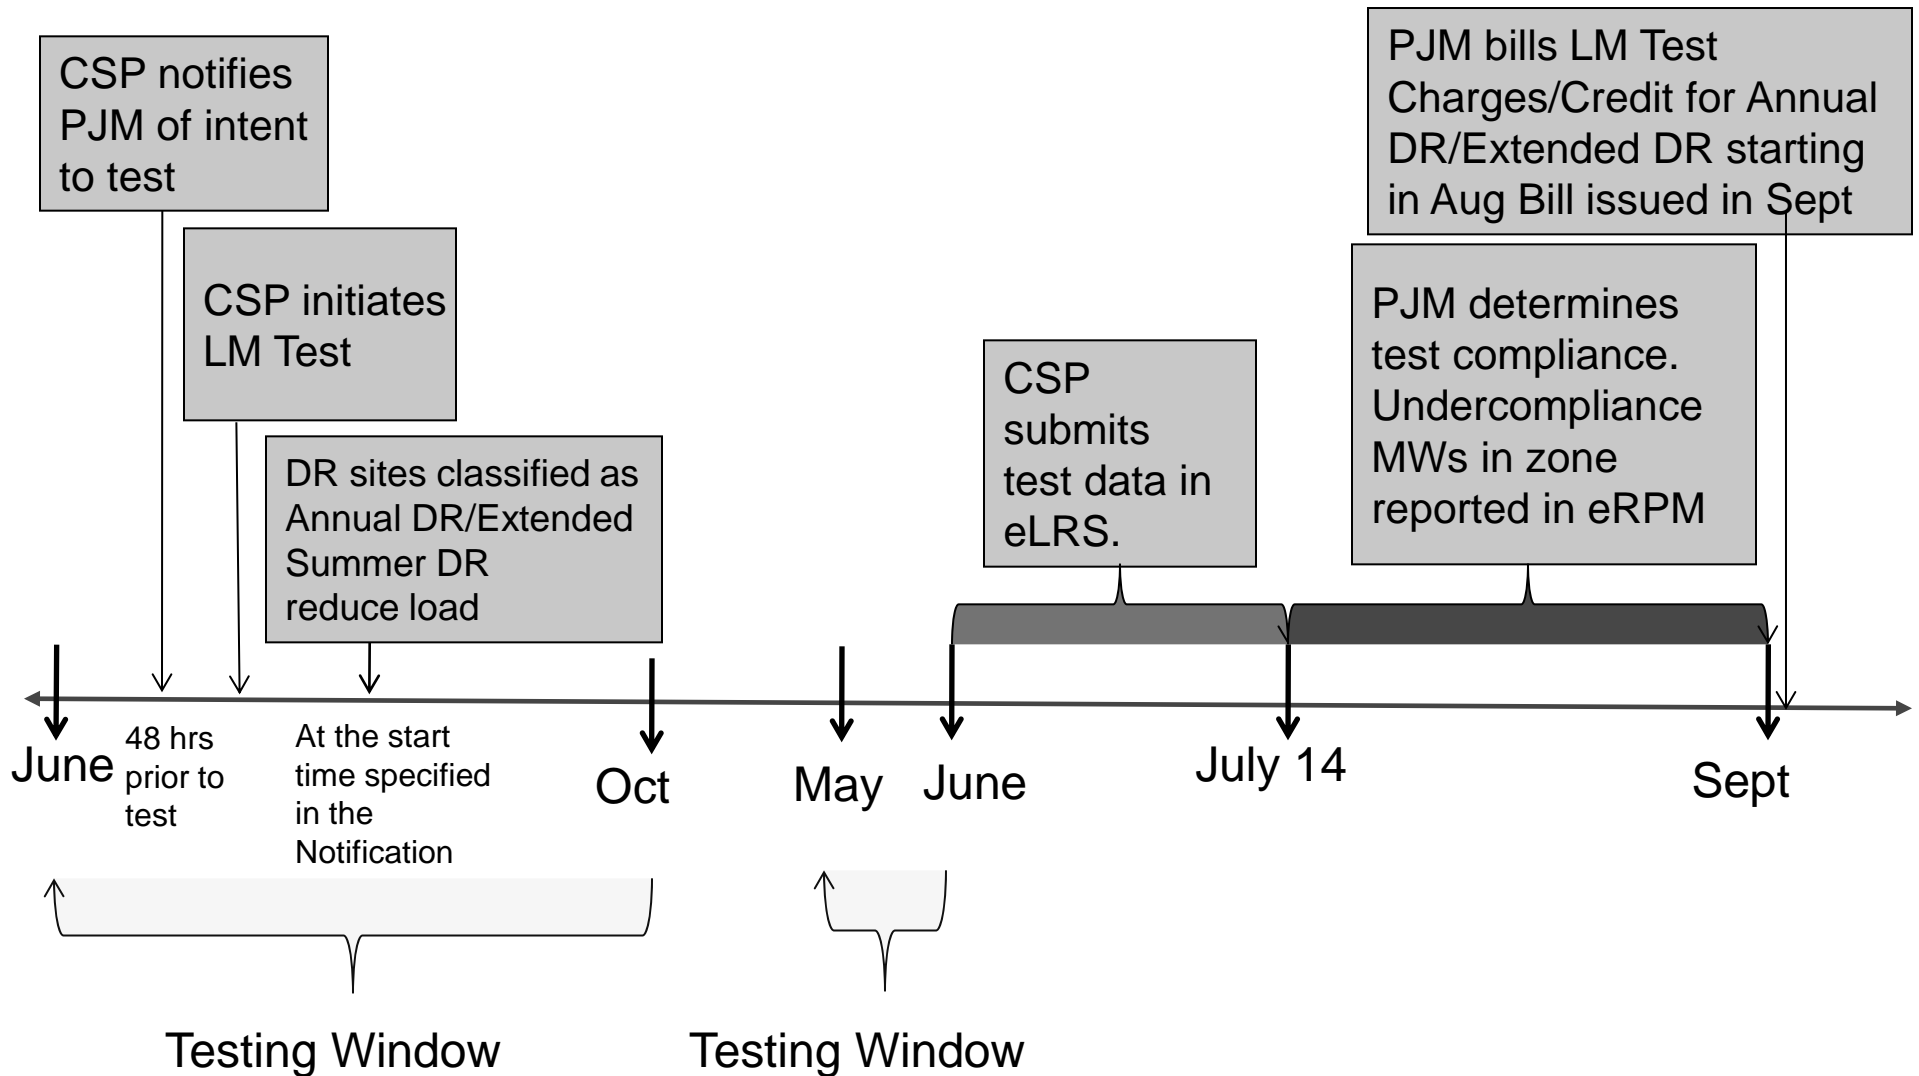 CSP notifies
PJM of intent
to test
PJM bills LM Test
Charges/Credit for Annual
DR/Extended DR starting
in Aug Bill issued in Sept
CSP initiates
LM Test
PJM determines
test compliance.
Undercompliance
MWs in zone
reported in eRPM
CSP
submits
test data in
eLRS.
DR sites classified as
Annual DR/Extended
Summer DR
reduce load
June
48 hrs
prior to
test
At the start
time specified
in the
Notification
Oct
May
June
July 14
Sept
Testing Window
Testing Window